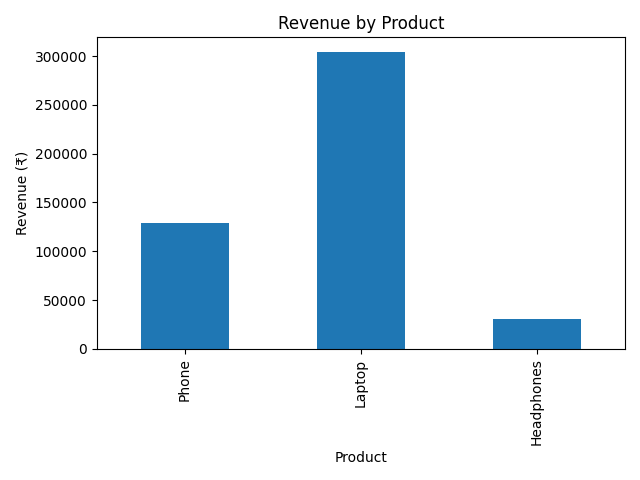 Revenue by Product
Revenue (₹)
300000
250000
200000
150000
100000
50000
0
Phone
Laptop
Headphones
Product